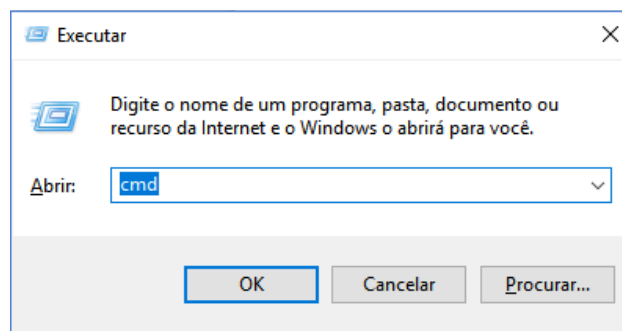 Executar
Digite o nome de um programa, pasta, documento ou
recurso da Internet e o Windows o abrirá para você.
Abrir: cmd
OK Cancelar Procurar...